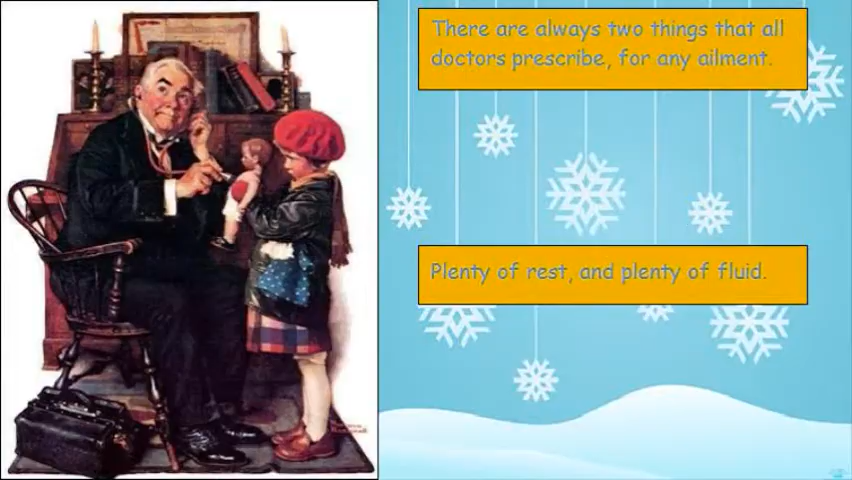 There are always two things that all
doctors prescribe, for any ailment.
Plenty of rest, and plenty of fluid.